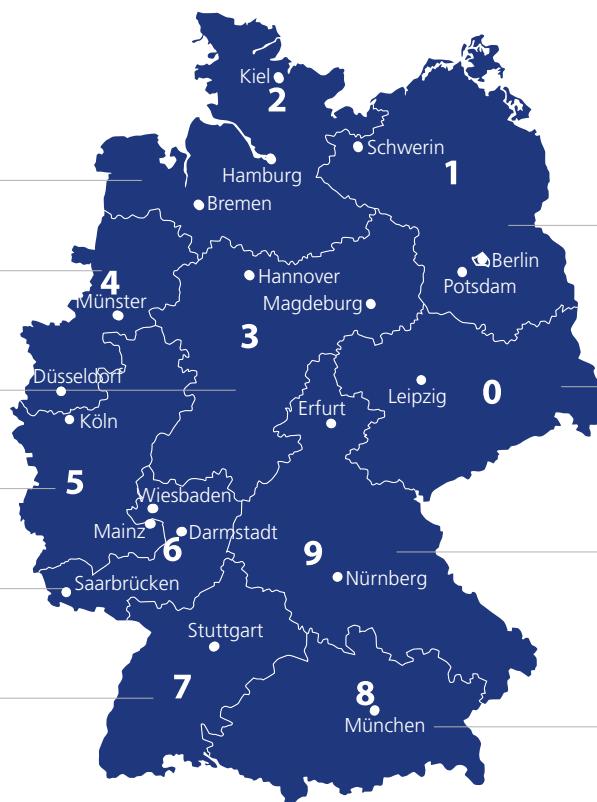 Kiel
2
Schwerin
1
Hamburg
Bremen
Berlin
Hannover
Potsdam
4
Münster
Magdeburg
3
Düsseldorf
Leipzig
0
Erfurt
Köln
5
Wiesbaden
Mainz
Darmstadt
6
9
Nürnberg
Saarbrücken
Stuttgart
7
8
München